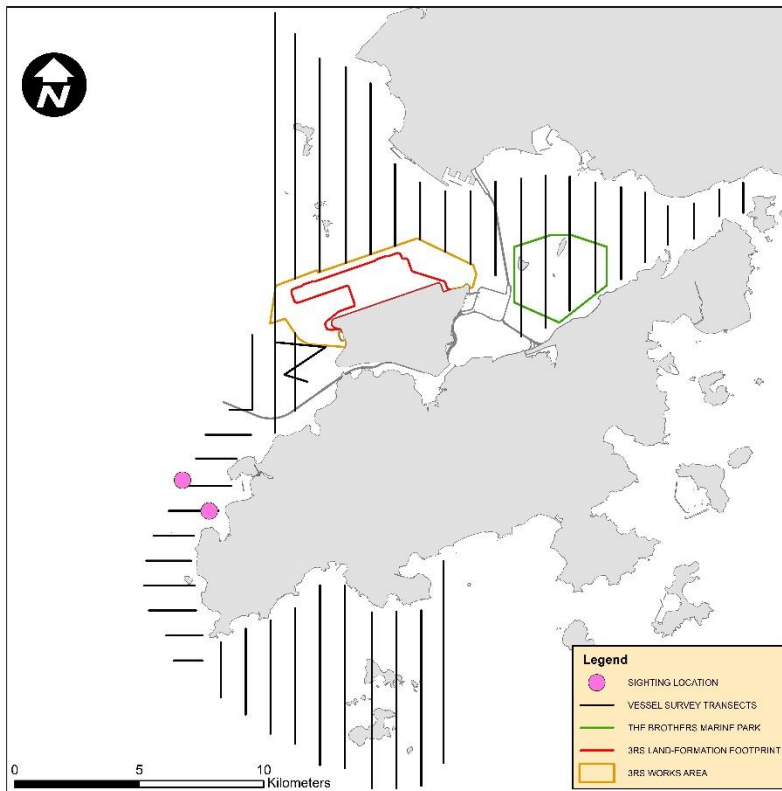 N
Legend
SIGHTING LOCATION
VESSEL SURVEY TRANSECTS
THE BROTHERS MARINE PARK
3RS LAND-FORMATION FOOTPRINT
3RS WORKS AREA
0 5 10
Kilometers